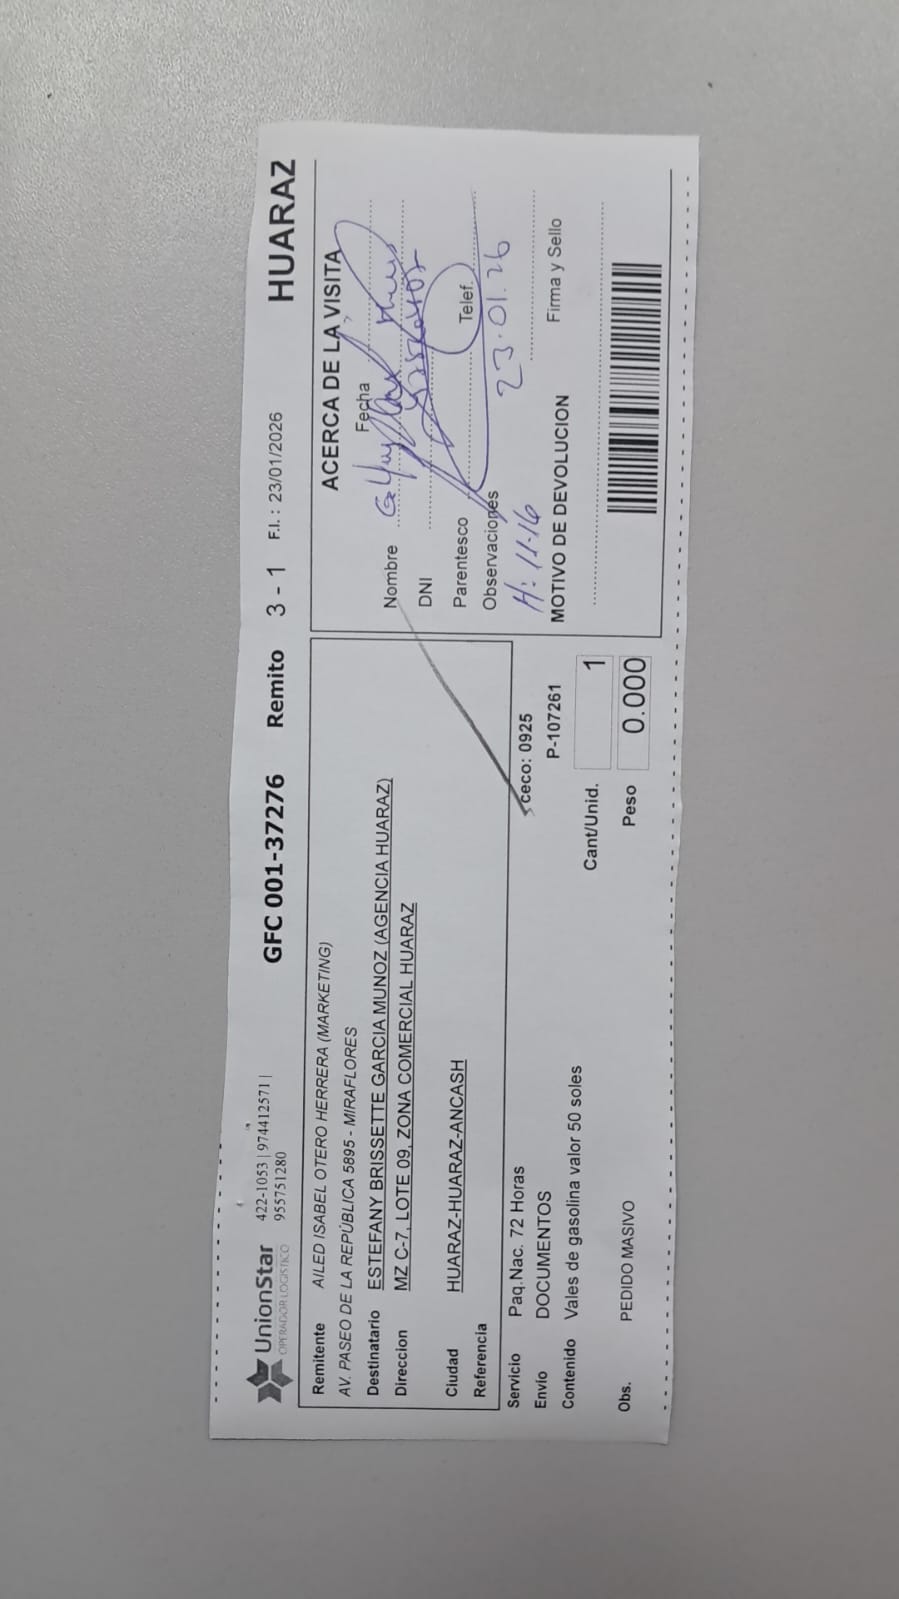 UnionStar
OPERADOR LOGISTICO
422-1053 | 974412571 |
955751280
GFC 001-37276 Remito 3 - 1 F.I. : 23/01/2026 HUARAZ
Remitente AILED ISABEL OTERO HERRERA (MARKETING)
AV. PASEO DE LA REPÚBLICA 5895 - MIRAFLORES
Destinatario ESTEFANY BRISSETTE GARCIA MUNOZ (AGENCIA HUARAZ)
Direccion MZ C-7, LOTE 09, ZONA COMERCIAL HUARAZ
Ciudad HUARAZ-HUARAZ-ANCASH
Referencia
Servicio Paq.Nac. 72 Horas
ceco: 0925
Envío DOCUMENTOS
P-107261
Contenido Vales de gasolina valor 50 soles
Cant/Unid. 1
Obs. PEDIDO MASIVO
Peso 0.000
ACERCA DE LA VISITA
Fecha
Nombre
DNI
Parentesco Telef.
Observaciones 23.01.26
H: 11:16
MOTIVO DE DEVOLUCION Firma y Sello